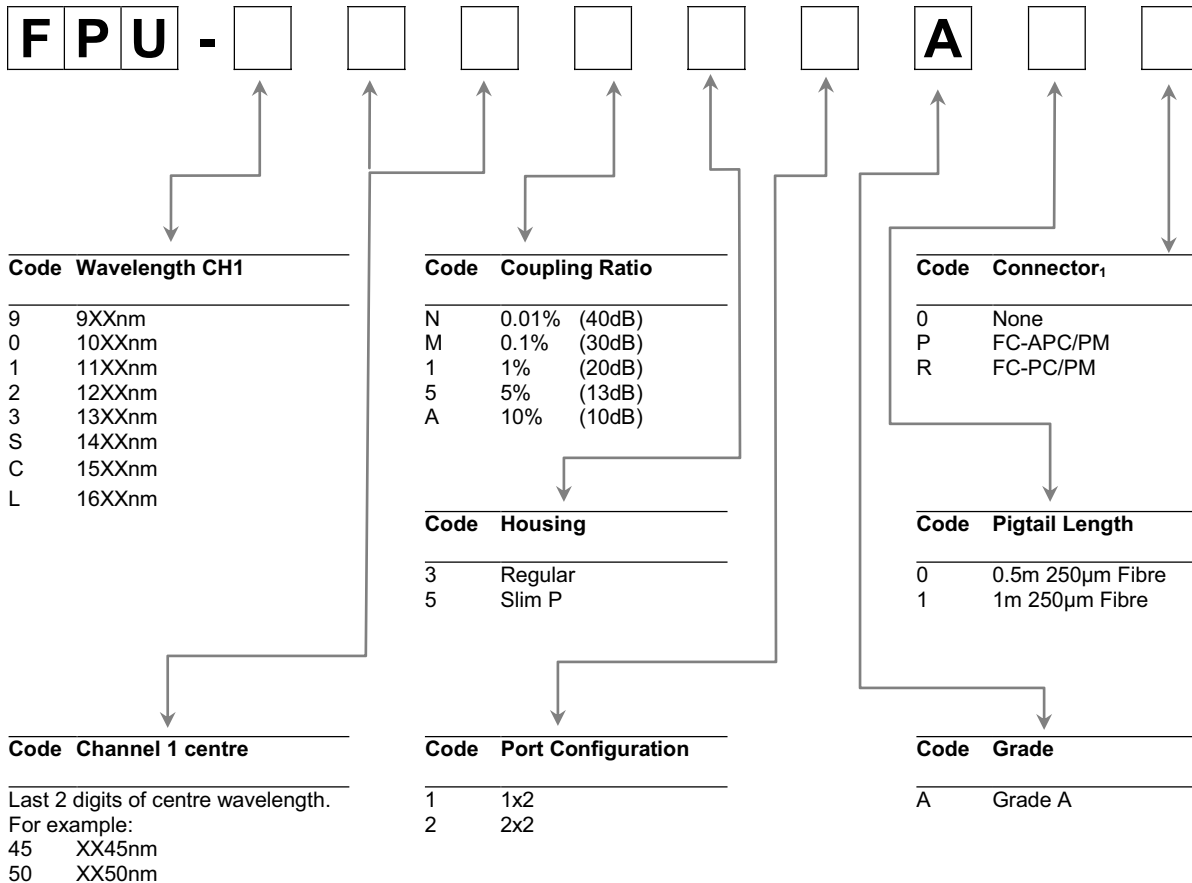 F P U - A
Code Wavelength CH1
9 9XXnm
0 10XXnm
1 11XXnm
2 12XXnm
3 13XXnm
S 14XXnm
C 15XXnm
L 16XXnm
Code Coupling Ratio
N 0.01% (40dB)
M 0.1% (30dB)
1 1% (20dB)
5 5% (13dB)
A 10% (10dB)
Code Connector₁
0 None
P FC-APC/PM
R FC-PC/PM
Code Housing
3 Regular
5 Slim P
Code Pigtail Length
0 0.5m 250µm Fibre
1 1m 250µm Fibre
Code Channel 1 centre
Last 2 digits of centre wavelength.
For example:
45 XX45nm
50 XX50nm
Code Port Configuration
1 1x2
2 2x2
Code Grade
A Grade A